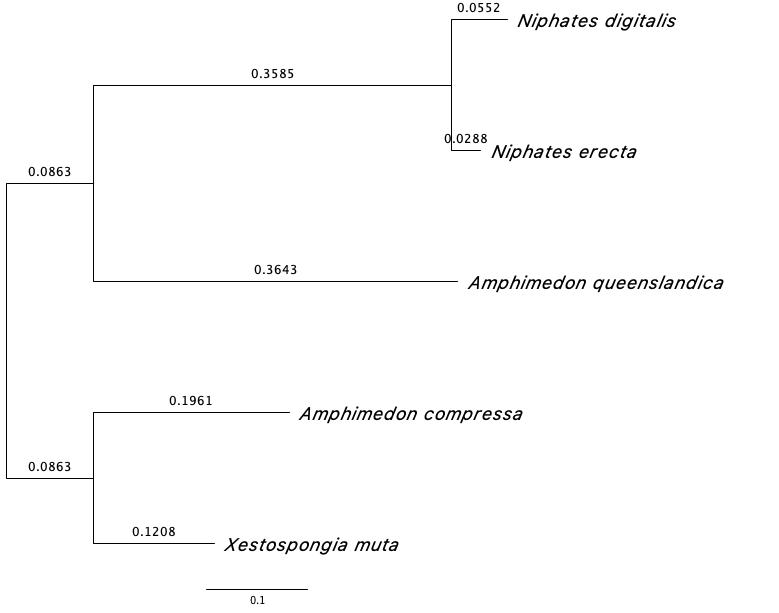 0.0552
Niphates digitalis
0.3585
0.0288
Niphates erecta
0.0863
0.3643
Amphimedon queenslandica
0.1961
Amphimedon compressa
0.0863
0.1208
Xestospongia muta
0.1